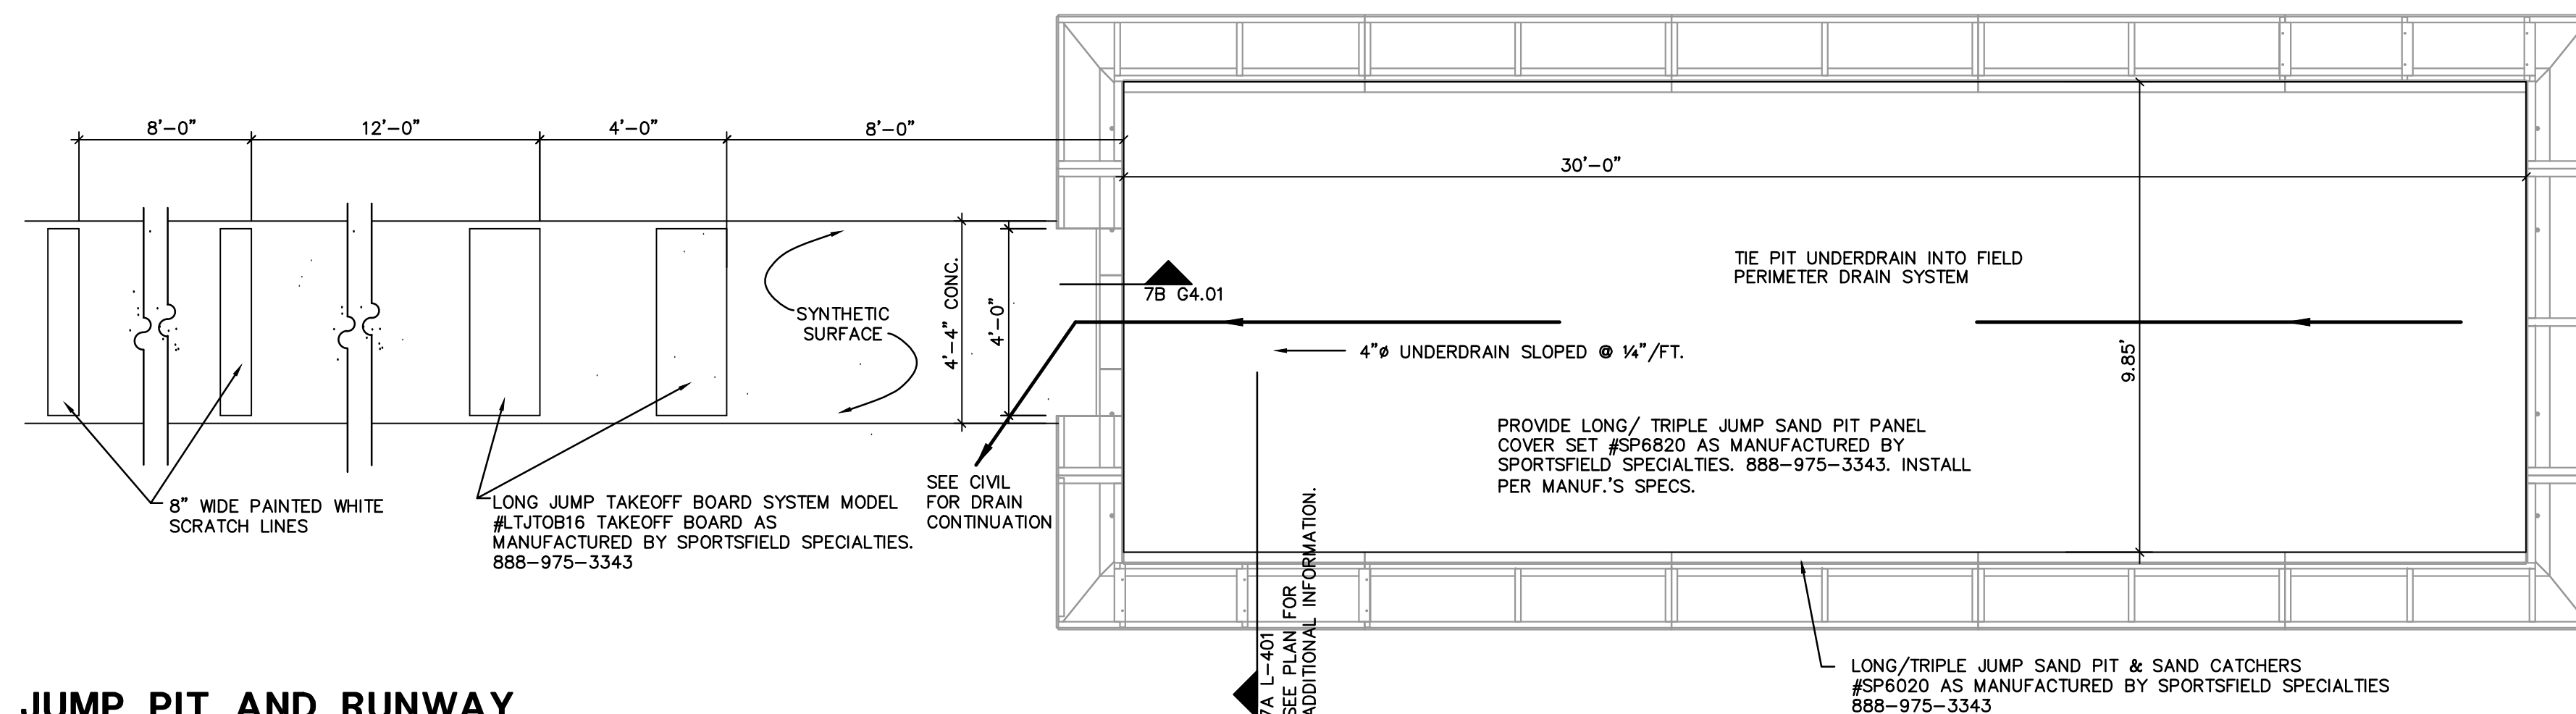 8'-0"
12'-0"
4'-0"
8'-0"
30'-0"
4'-4" CONC.
4'-0"
9.85'
SYNTHETIC
SURFACE
7B G4.01
TIE PIT UNDERDRAIN INTO FIELD
PERIMETER DRAIN SYSTEM
4"ø UNDERDRAIN SLOPED @ ¼"/FT.
PROVIDE LONG/ TRIPLE JUMP SAND PIT PANEL
COVER SET #SP6820 AS MANUFACTURED BY
SPORTSFIELD SPECIALTIES. 888-975-3343. INSTALL
PER MANUF.'S SPECS.
8" WIDE PAINTED WHITE
SCRATCH LINES
LONG JUMP TAKEOFF BOARD SYSTEM MODEL
#LTJTOB16 TAKEOFF BOARD AS
MANUFACTURED BY SPORTSFIELD SPECIALTIES.
888-975-3343
SEE CIVIL
FOR DRAIN
CONTINUATION
7A L-401
SEE PLAN FOR
ADDITIONAL INFORMATION.
LONG/TRIPLE JUMP SAND PIT & SAND CATCHERS
#SP6020 AS MANUFACTURED BY SPORTSFIELD SPECIALTIES
888-975-3343
JUMP PIT AND RUNWAY